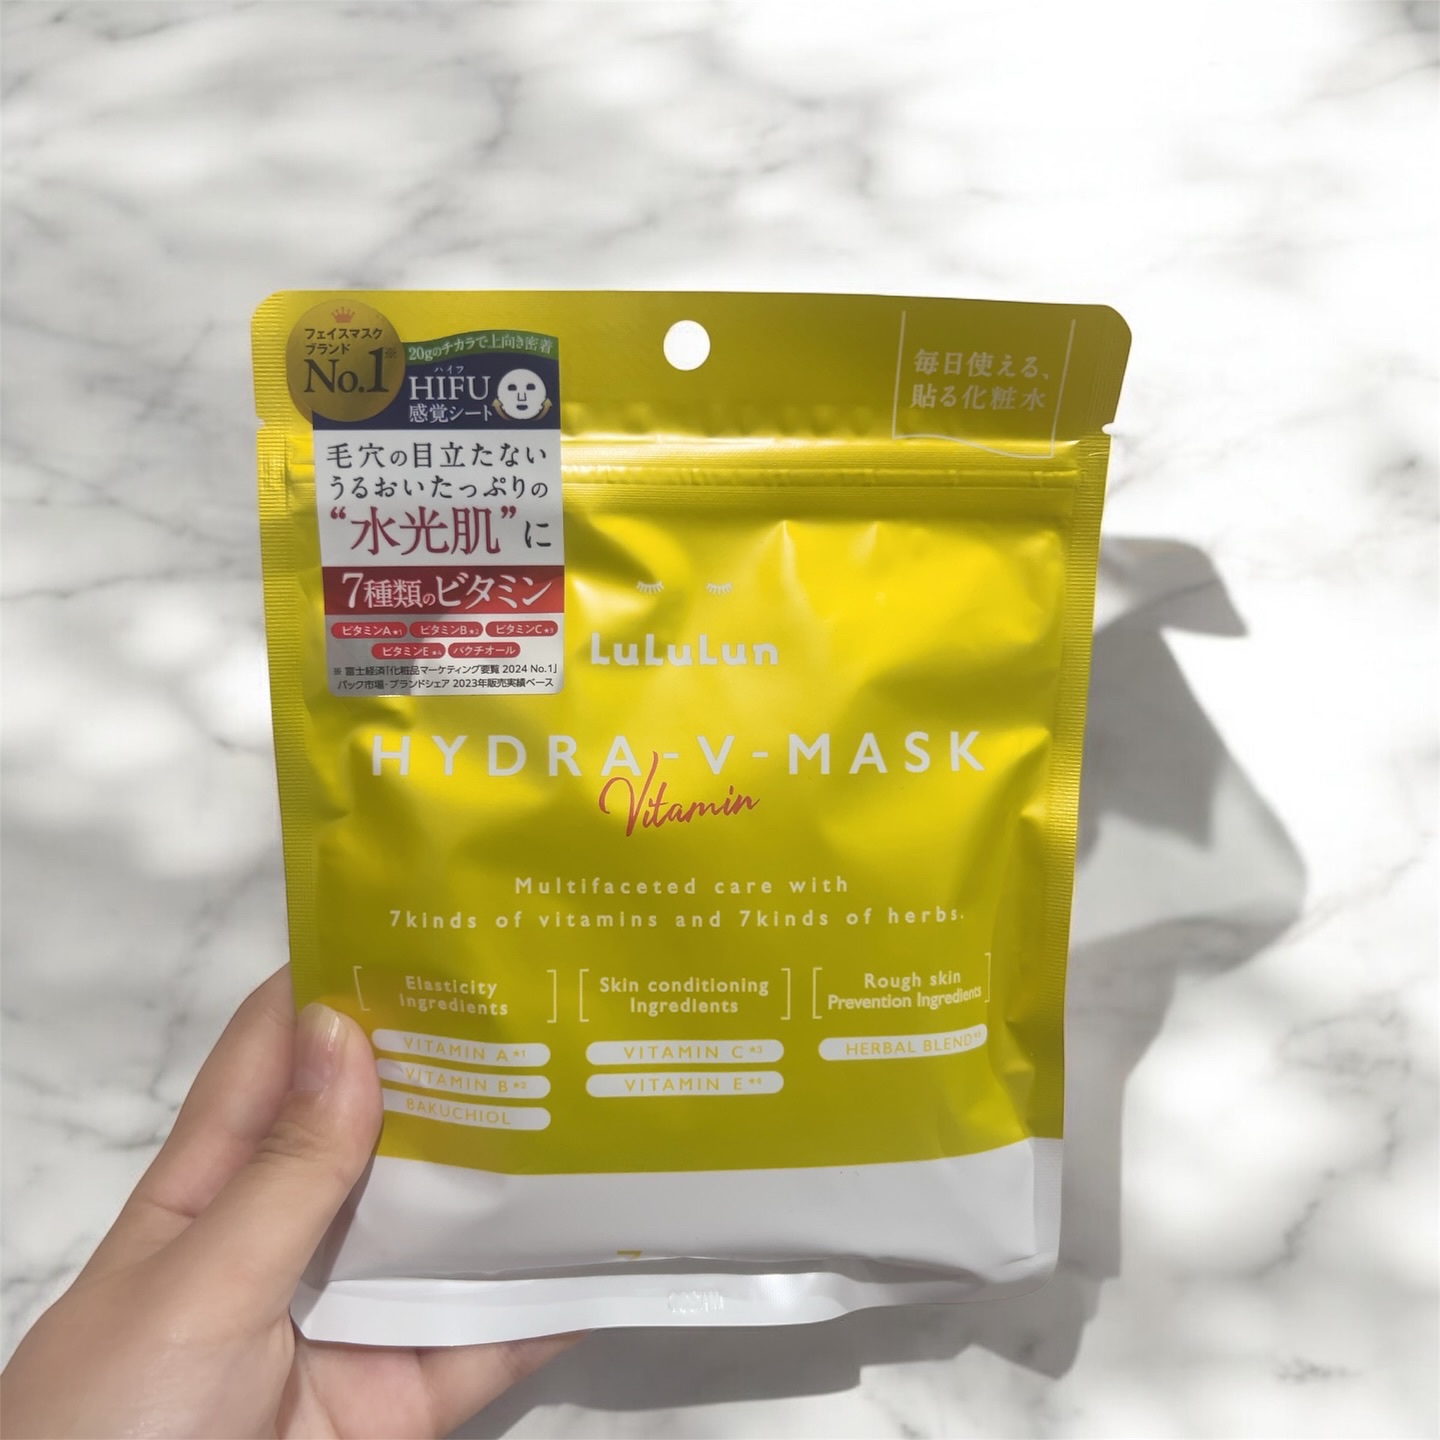 フェイスマスク
ブランド
No.1※
20gのチカラで上向き密着
ハイフ
HIFU
感覚シート
毛穴の目立たない
うるおいたっぷりの
“水光肌”に
7種類のビタミン
ビタミンA★1 ビタミンB★2 ビタミンC★3
ビタミンE★4 バクチオール
※ 富士経済「化粧品マーケティング要覧 2024 No.1」
パック市場・ブランドシェア 2023年販売実績ベース
毎日使える、
貼る化粧水
LuLuLun
HYDRA-V-MASK
Vitamin
Multifaceted care with
7kinds of vitamins and 7kinds of herbs.
Elasticity
Ingredients
VITAMIN A★1
VITAMIN B★2
BAKUCHIOL
Skin conditioning
Ingredients
VITAMIN C★3
VITAMIN E★4
Rough skin
Prevention Ingredients
HERBAL BLEND